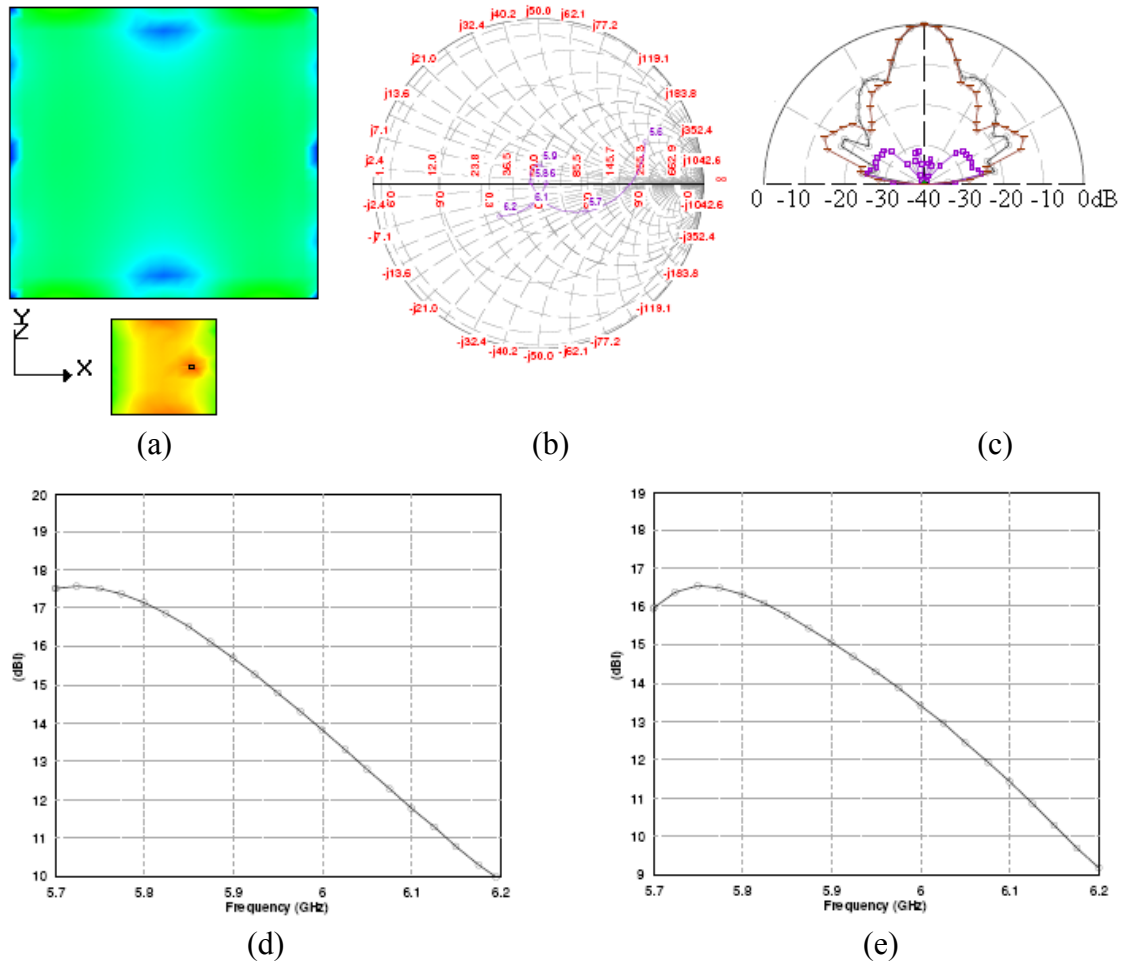 Y
Z
X
(a)
j50.0
j40.2
j62.1
j32.4
j77.2
j21.0
j119.1
j13.6
j183.8
j7.1
j352.4
j2.4
j1042.6
12.0
23.8
36.5
85.5
145.7
255.3
662.9
∞
5.6
5.9
5.8
6
6.1
6.2
5.7
-j2.4
-j1042.6
-j7.1
-j352.4
-j13.6
-j183.8
-j21.0
-j119.1
-j32.4
-j77.2
-j40.2
-j62.1
-j50.0
(b)
0 -10 -20 -30 -40 -30 -20 -10 0dB
(c)
20
19
18
17
16
15
14
13
12
11
10
(dBi)
5.7 5.8 5.9 6 6.1 6.2
Frequency (GHz)
(d)
19
18
17
16
15
14
13
12
11
10
9
(dBi)
5.7 5.8 5.9 6 6.1 6.2
Frequency (GHz)
(e)